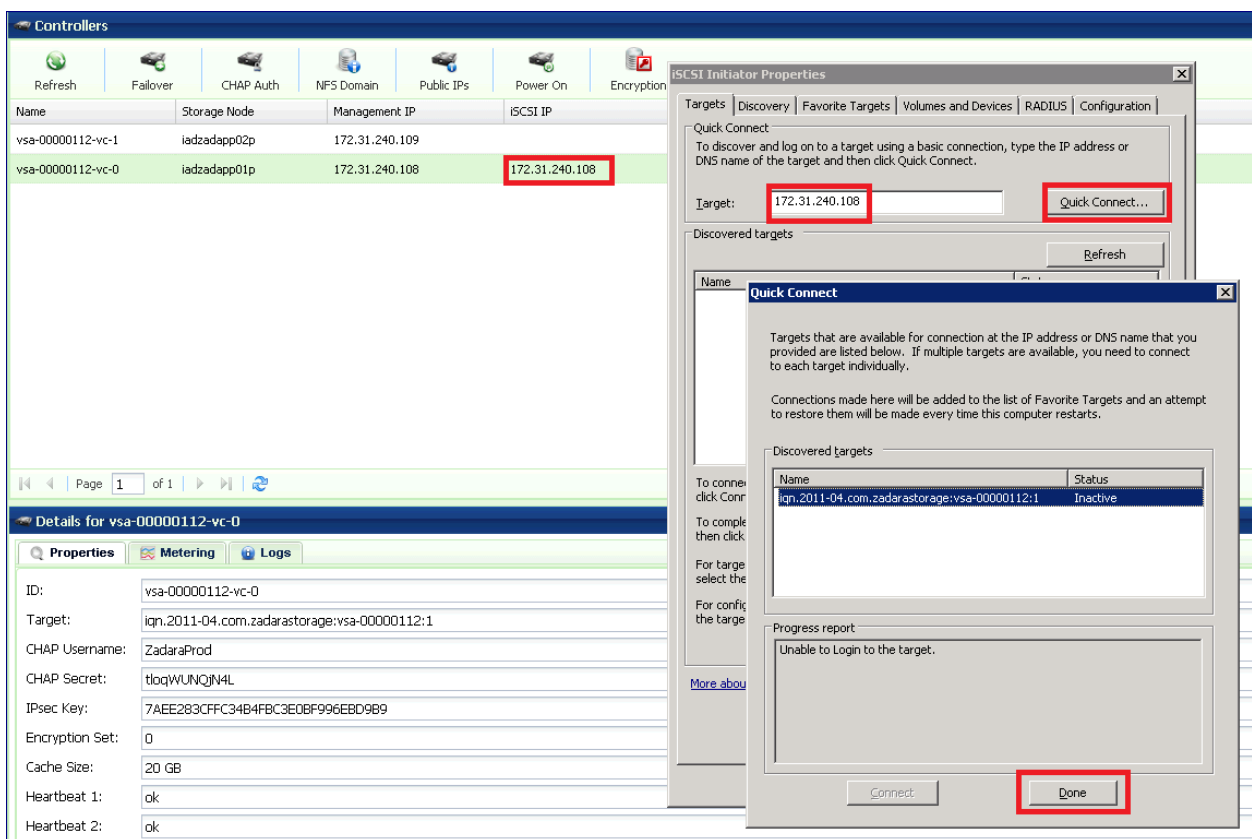 Controllers
Refresh
Failover
CHAP Auth
NFS Domain
Public IPs
Power On
Encryption
Name
Storage Node
Management IP
iSCSI IP
vsa-00000112-vc-1
iadzadapp02p
172.31.240.109
vsa-00000112-vc-0
iadzadapp01p
172.31.240.108
172.31.240.108
Page 1 of 1
Details for vsa-00000112-vc-0
Properties
Metering
Logs
ID: vsa-00000112-vc-0
Target: iqn.2011-04.com.zadarastorage:vsa-00000112:1
CHAP Username: ZadaraProd
CHAP Secret: tloqWUNQjN4L
IPsec Key: 7AEE283CFFC34B4FBC3E0BF996EBD9B9
Encryption Set: 0
Cache Size: 20 GB
Heartbeat 1: ok
Heartbeat 2: ok
iSCSI Initiator Properties
Targets
Discovery
Favorite Targets
Volumes and Devices
RADIUS
Configuration
Quick Connect
To discover and log on to a target using a basic connection, type the IP address or
DNS name of the target and then click Quick Connect.
Target: 172.31.240.108
Quick Connect...
Discovered targets
Refresh
Name
To
click
To
then click
For
select the
For
the
More
Quick Connect
Targets that are available for connection at the IP address or DNS name that you
provided are listed below. If multiple targets are available, you need to connect
to each target individually.
Connections made here will be added to the list of Favorite Targets and an attempt
to restore them will be made every time this computer restarts.
Discovered targets
Name
Status
iqn.2011-04.com.zadarastorage:vsa-00000112:1
Inactive
Progress report
Unable to Login to the target.
Connect
Done